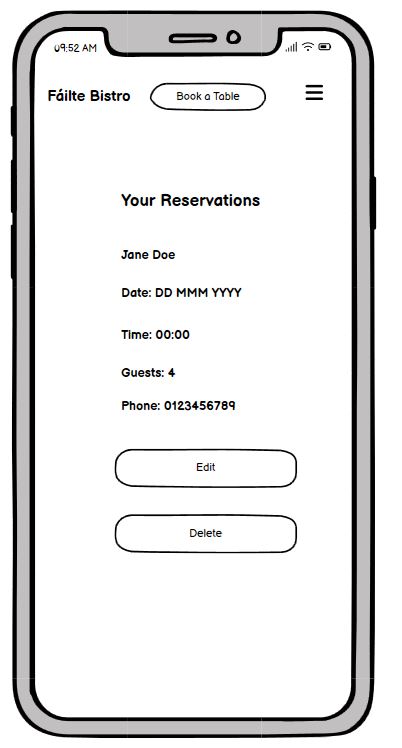 09:52 AM
Fáilte Bistro
Book a Table
Your Reservations
Jane Doe
Date: DD MMM YYYY
Time: 00:00
Guests: 4
Phone: 0123456789
Edit
Delete